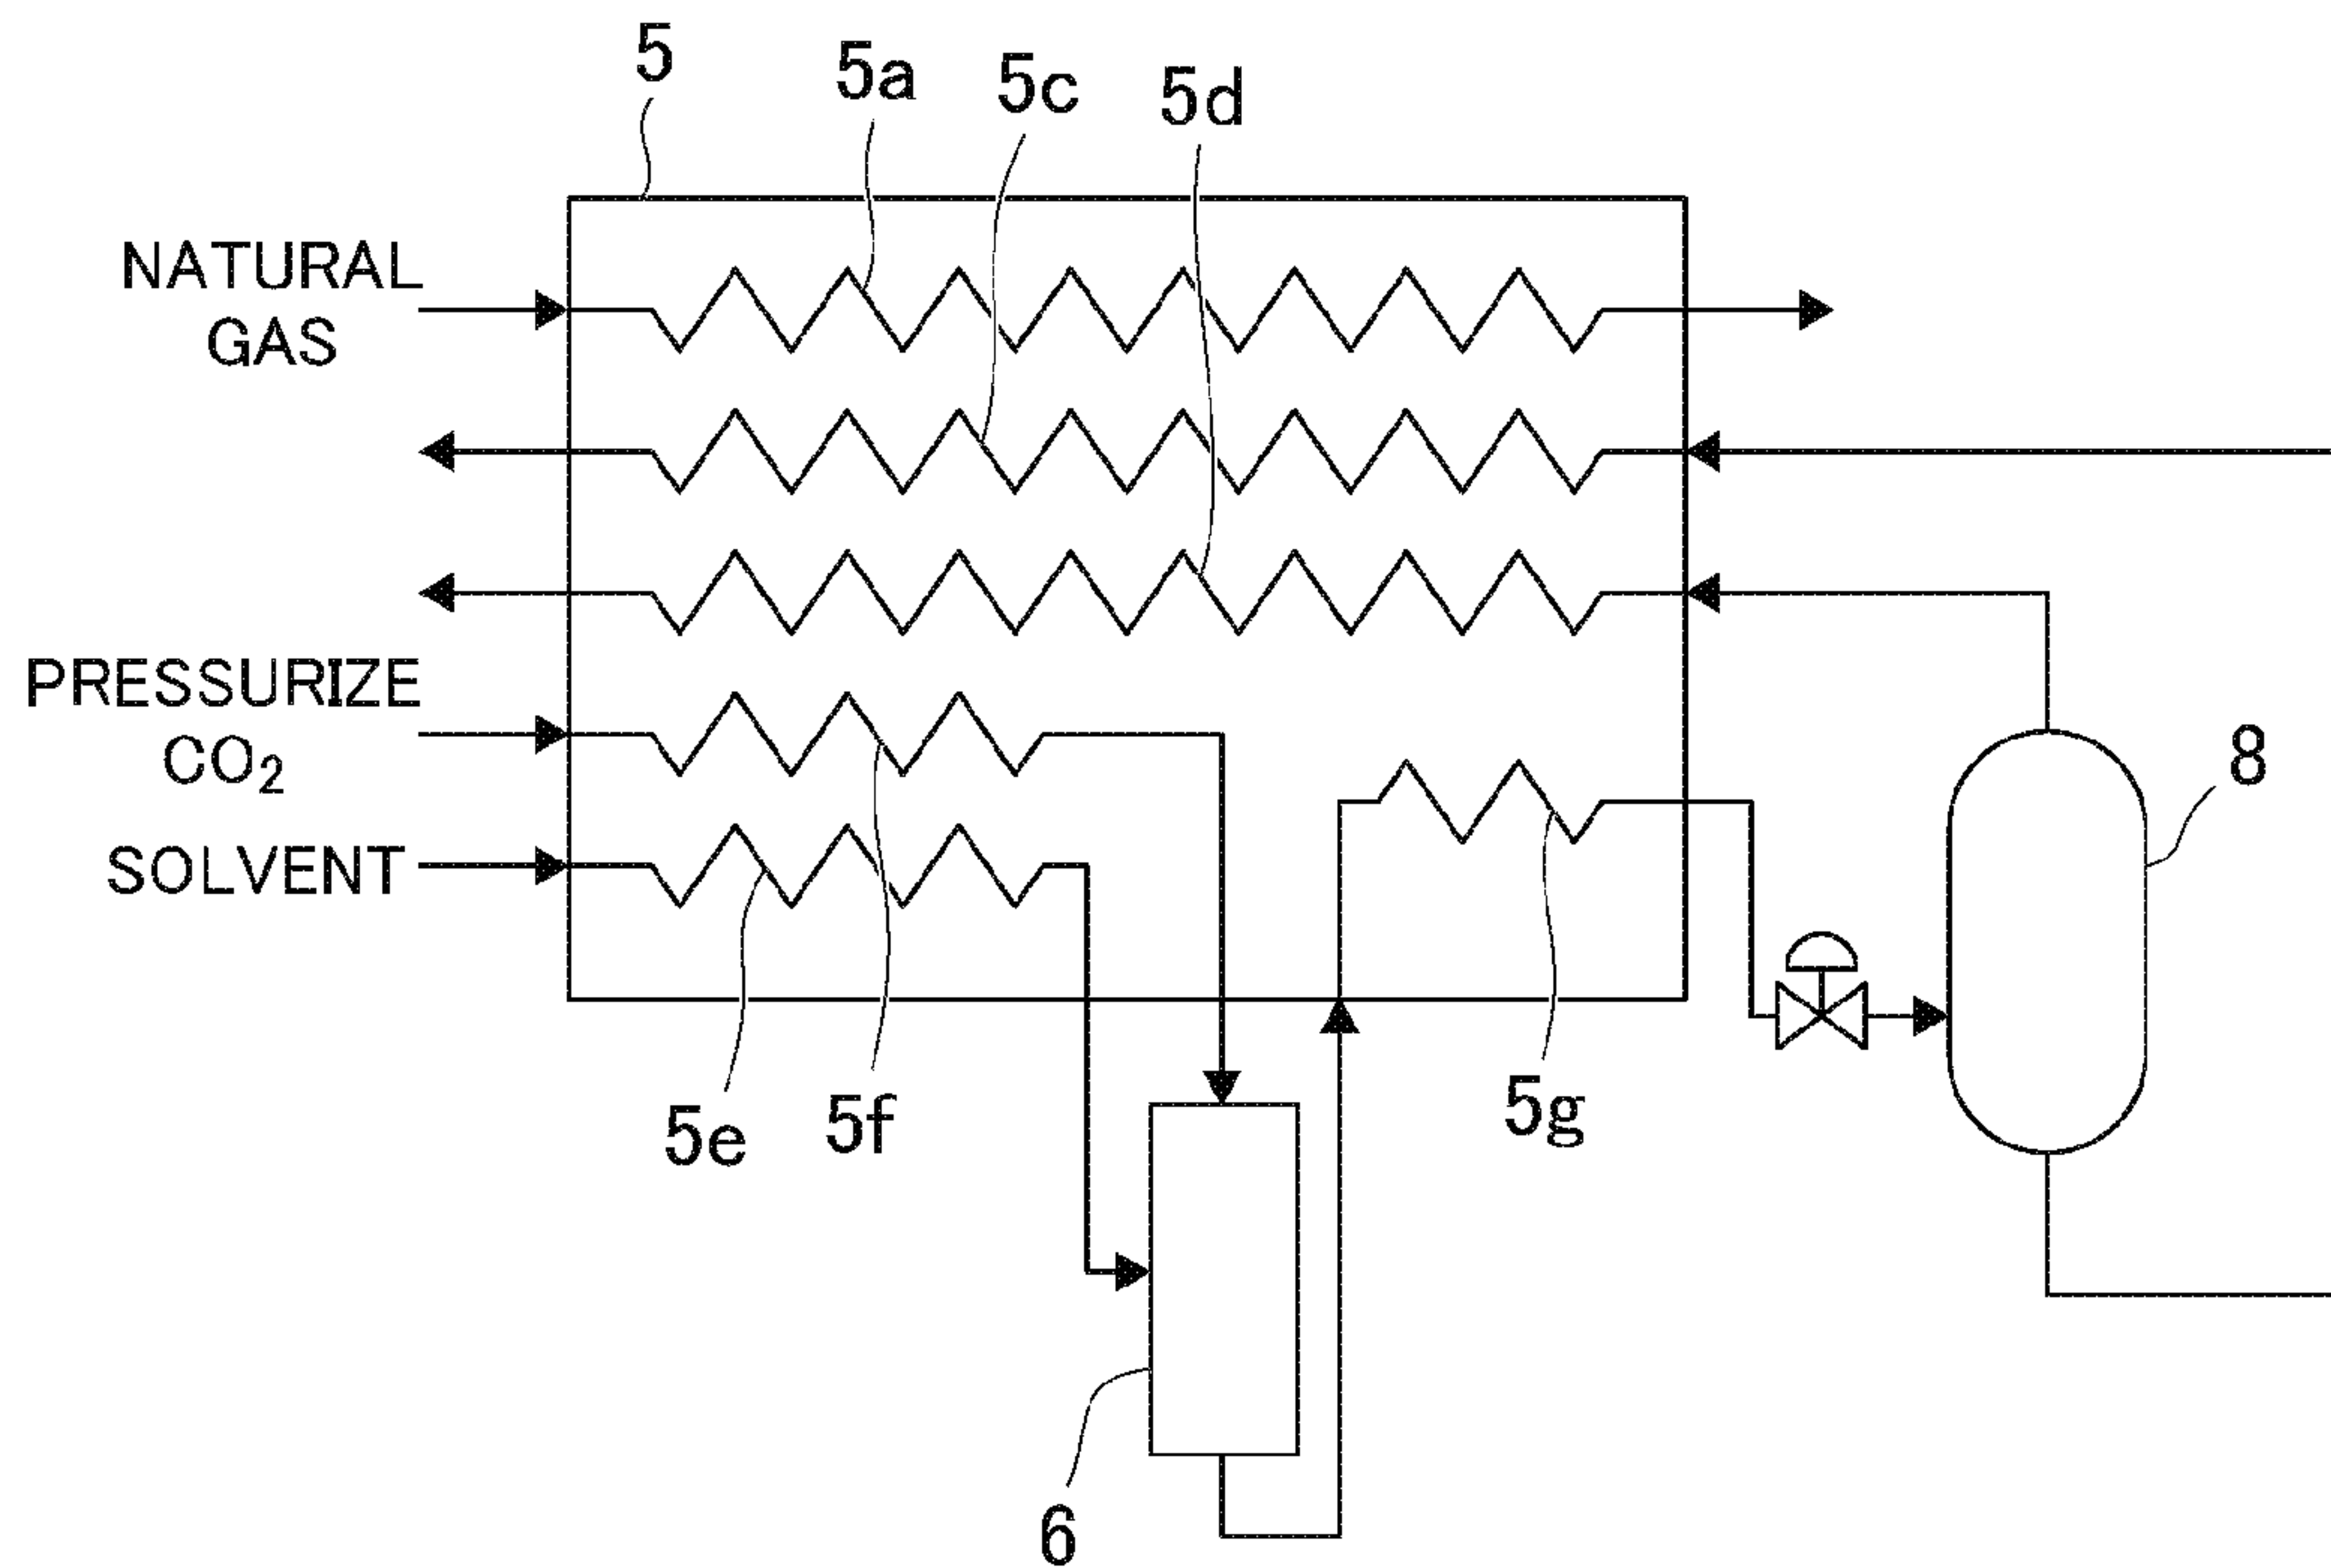 5
5a
5c
5d
NATURAL
GAS
PRESSURIZE
CO₂
8
SOLVENT
5e
5f
5g
6